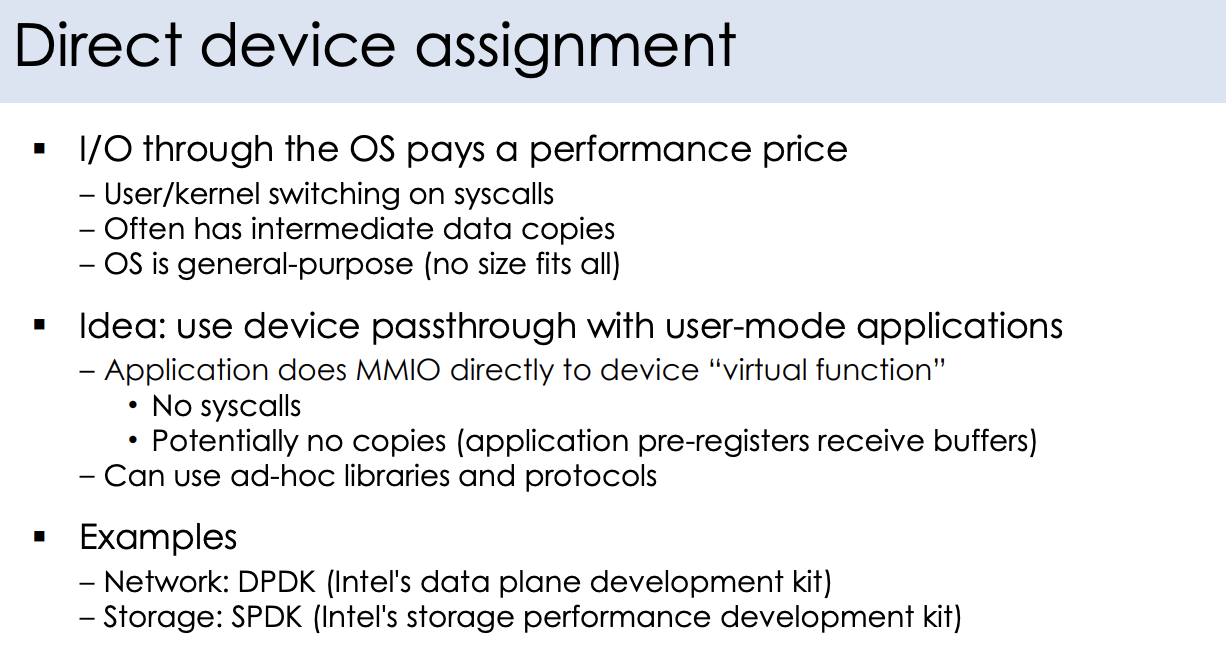 Direct device assignment
▪ I/O through the OS pays a performance price
– User/kernel switching on syscalls
– Often has intermediate data copies
– OS is general-purpose (no size fits all)
▪ Idea: use device passthrough with user-mode applications
– Application does MMIO directly to device “virtual function”
• No syscalls
• Potentially no copies (application pre-registers receive buffers)
– Can use ad-hoc libraries and protocols
▪ Examples
– Network: DPDK (Intel's data plane development kit)
– Storage: SPDK (Intel's storage performance development kit)